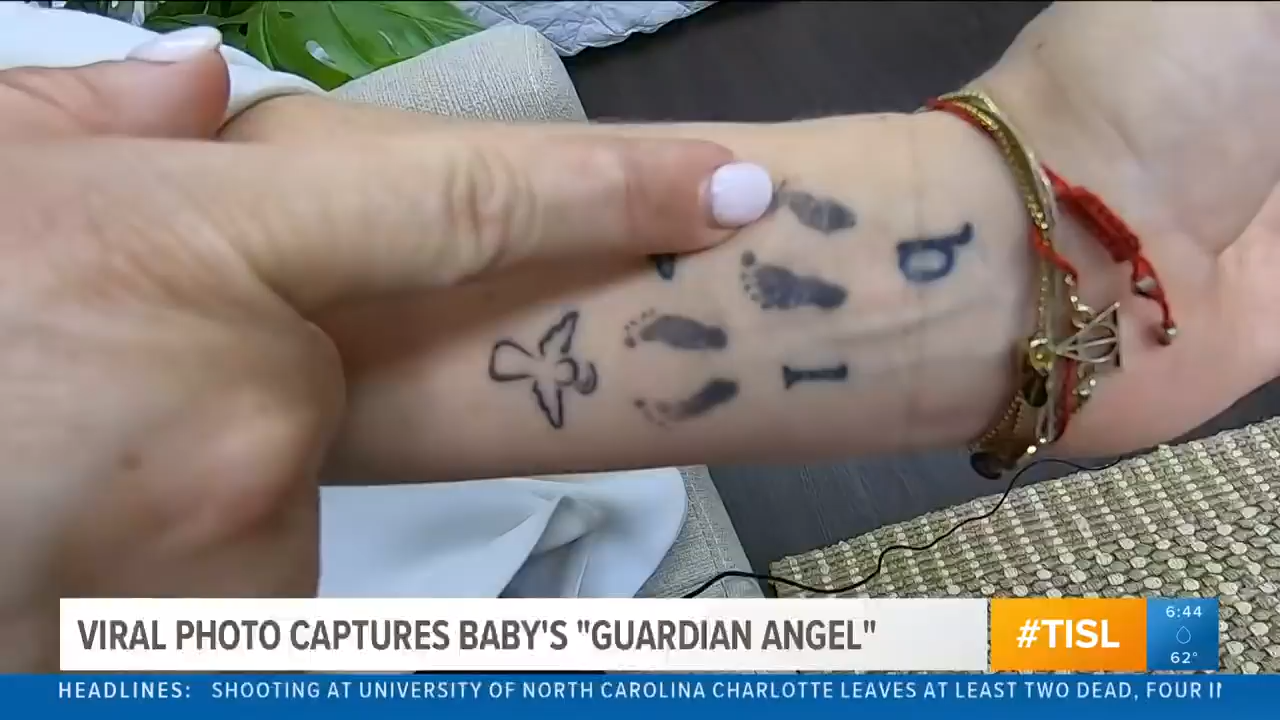 b
I
VIRAL PHOTO CAPTURES BABY'S "GUARDIAN ANGEL"
#TISL
6:44
62°
HEADLINES: SHOOTING AT UNIVERSITY OF NORTH CAROLINA CHARLOTTE LEAVES AT LEAST TWO DEAD, FOUR